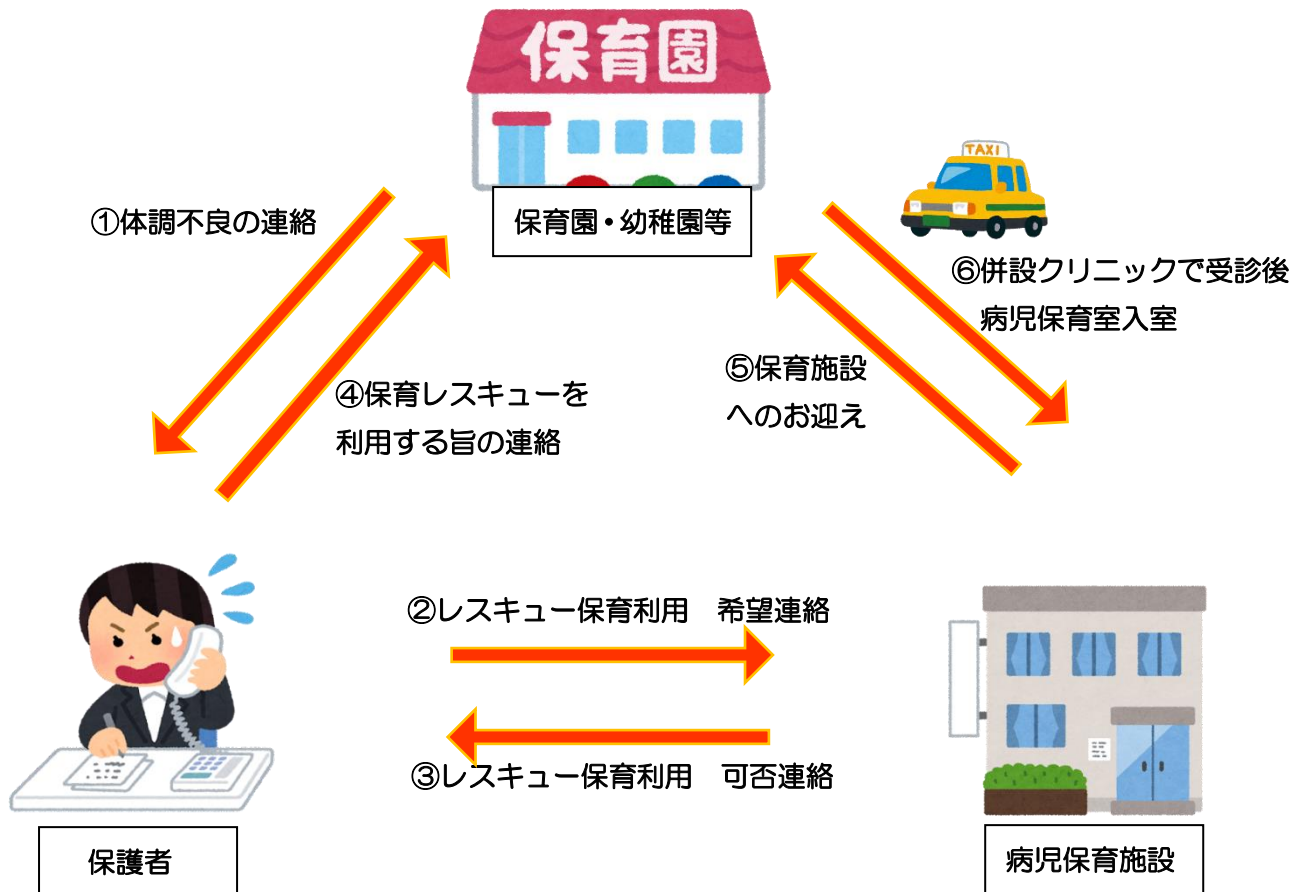 保育園
TAXI
保育園・幼稚園等
①体調不良の連絡
⑥併設クリニックで受診後
病児保育室入室
⑤保育施設
へのお迎え
④保育レスキューを
利用する旨の連絡
②レスキュー保育利用　希望連絡
③レスキュー保育利用　可否連絡
保護者
病児保育施設